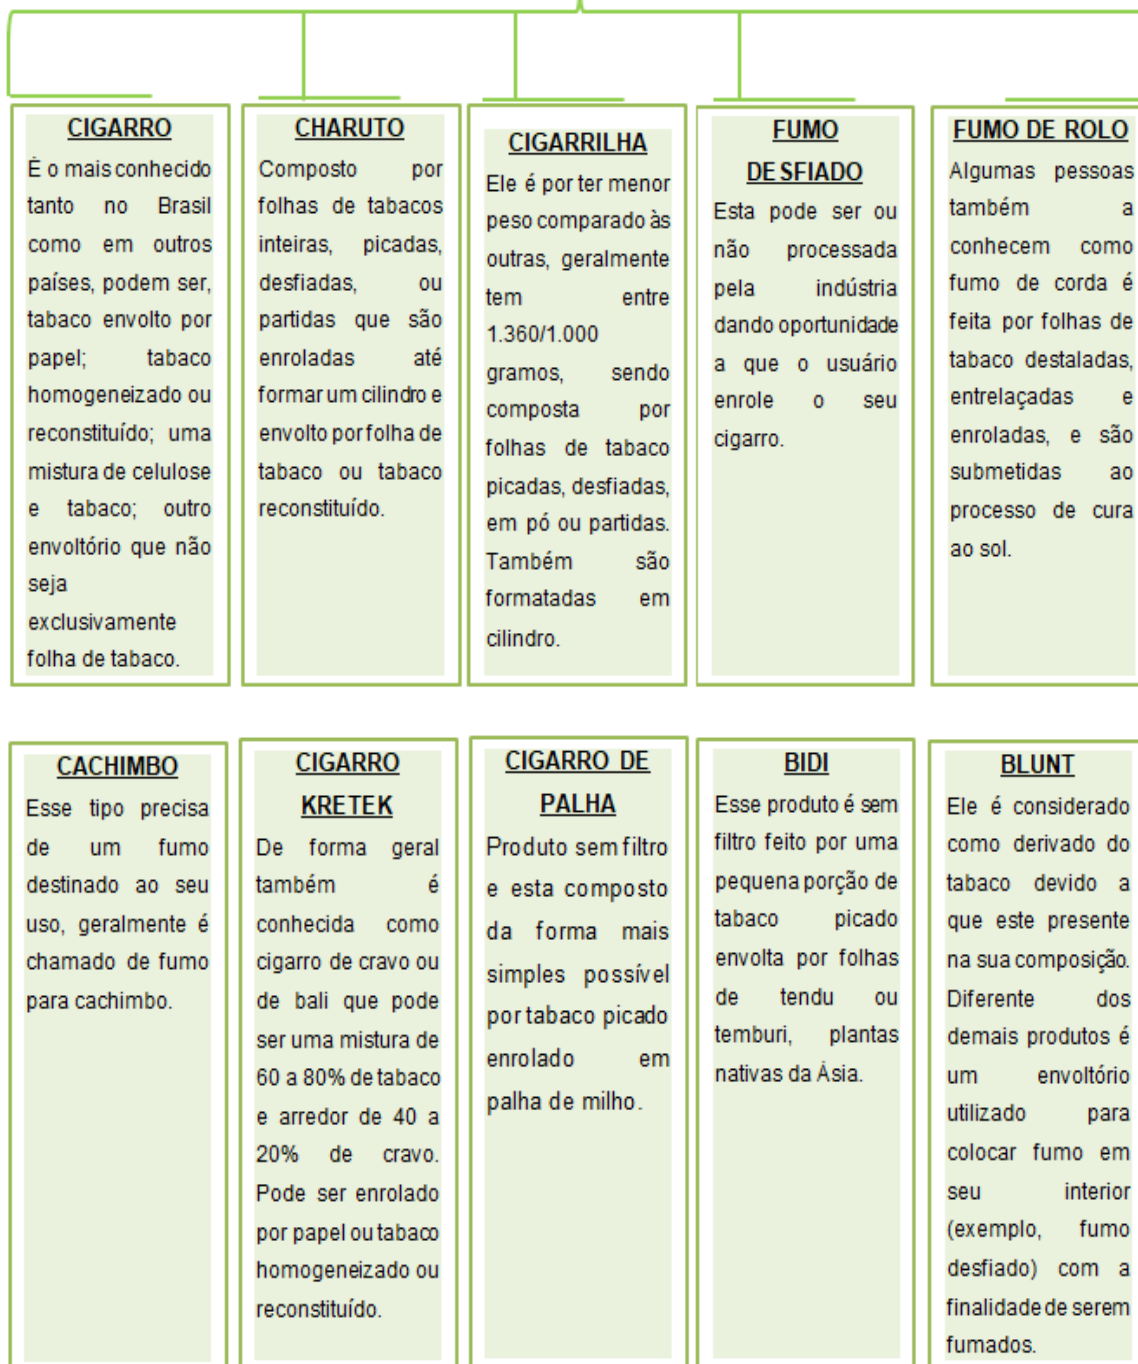 CIGARRO
É o mais conhecido
tanto no Brasil
como em outros
países, podem ser,
tabaco envolto por
papel; tabaco
homogeneizado ou
reconstituído; uma
mistura de celulose
e tabaco; outro
envoltório que não
seja
exclusivamente
folha de tabaco.
CHARUTO
Composto por
folhas de tabacos
inteiras, picadas,
desfiadas, ou
partidas que são
enroladas até
formar um cilindro e
envolto por folha de
tabaco ou tabaco
reconstituído.
CIGARRILHA
Ele é por ter menor
peso comparado às
outras, geralmente
tem entre
1.360/1.000
gramos, sendo
composta por
folhas de tabaco
picadas, desfiadas,
em pó ou partidas.
Também são
formatadas em
cilindro.
FUMO
DESFIADO
Esta pode ser ou
não processada
pela indústria
dando oportunidade
a que o usuário
enrole o seu
cigarro.
FUMO DE ROLO
Algumas pessoas
também a
conhecem como
fumo de corda é
feita por folhas de
tabaco destaladas,
entrelaçadas e
enroladas, e são
submetidas ao
processo de cura
ao sol.
CACHIMBO
Esse tipo precisa
de um fumo
destinado ao seu
uso, geralmente é
chamado de fumo
para cachimbo.
CIGARRO
KRETEK
De forma geral
também é
conhecida como
cigarro de cravo ou
de bali que pode
ser uma mistura de
60 a 80% de tabaco
e arredor de 40 a
20% de cravo.
Pode ser enrolado
por papel ou tabaco
homogeneizado ou
reconstituído.
CIGARRO DE
PALHA
Produto sem filtro
e esta composto
da forma mais
simples possível
por tabaco picado
enrolado em
palha de milho.
BIDI
Esse produto é sem
filtro feito por uma
pequena porção de
tabaco picado
envolta por folhas
de tendu ou
temburi, plantas
nativas da Ásia.
BLUNT
Ele é considerado
como derivado do
tabaco devido a
que este presente
na sua composição.
Diferente dos
demais produtos é
um envoltório
utilizado para
colocar fumo em
seu interior
(exemplo, fumo
desfiado) com a
finalidade de serem
fumados.